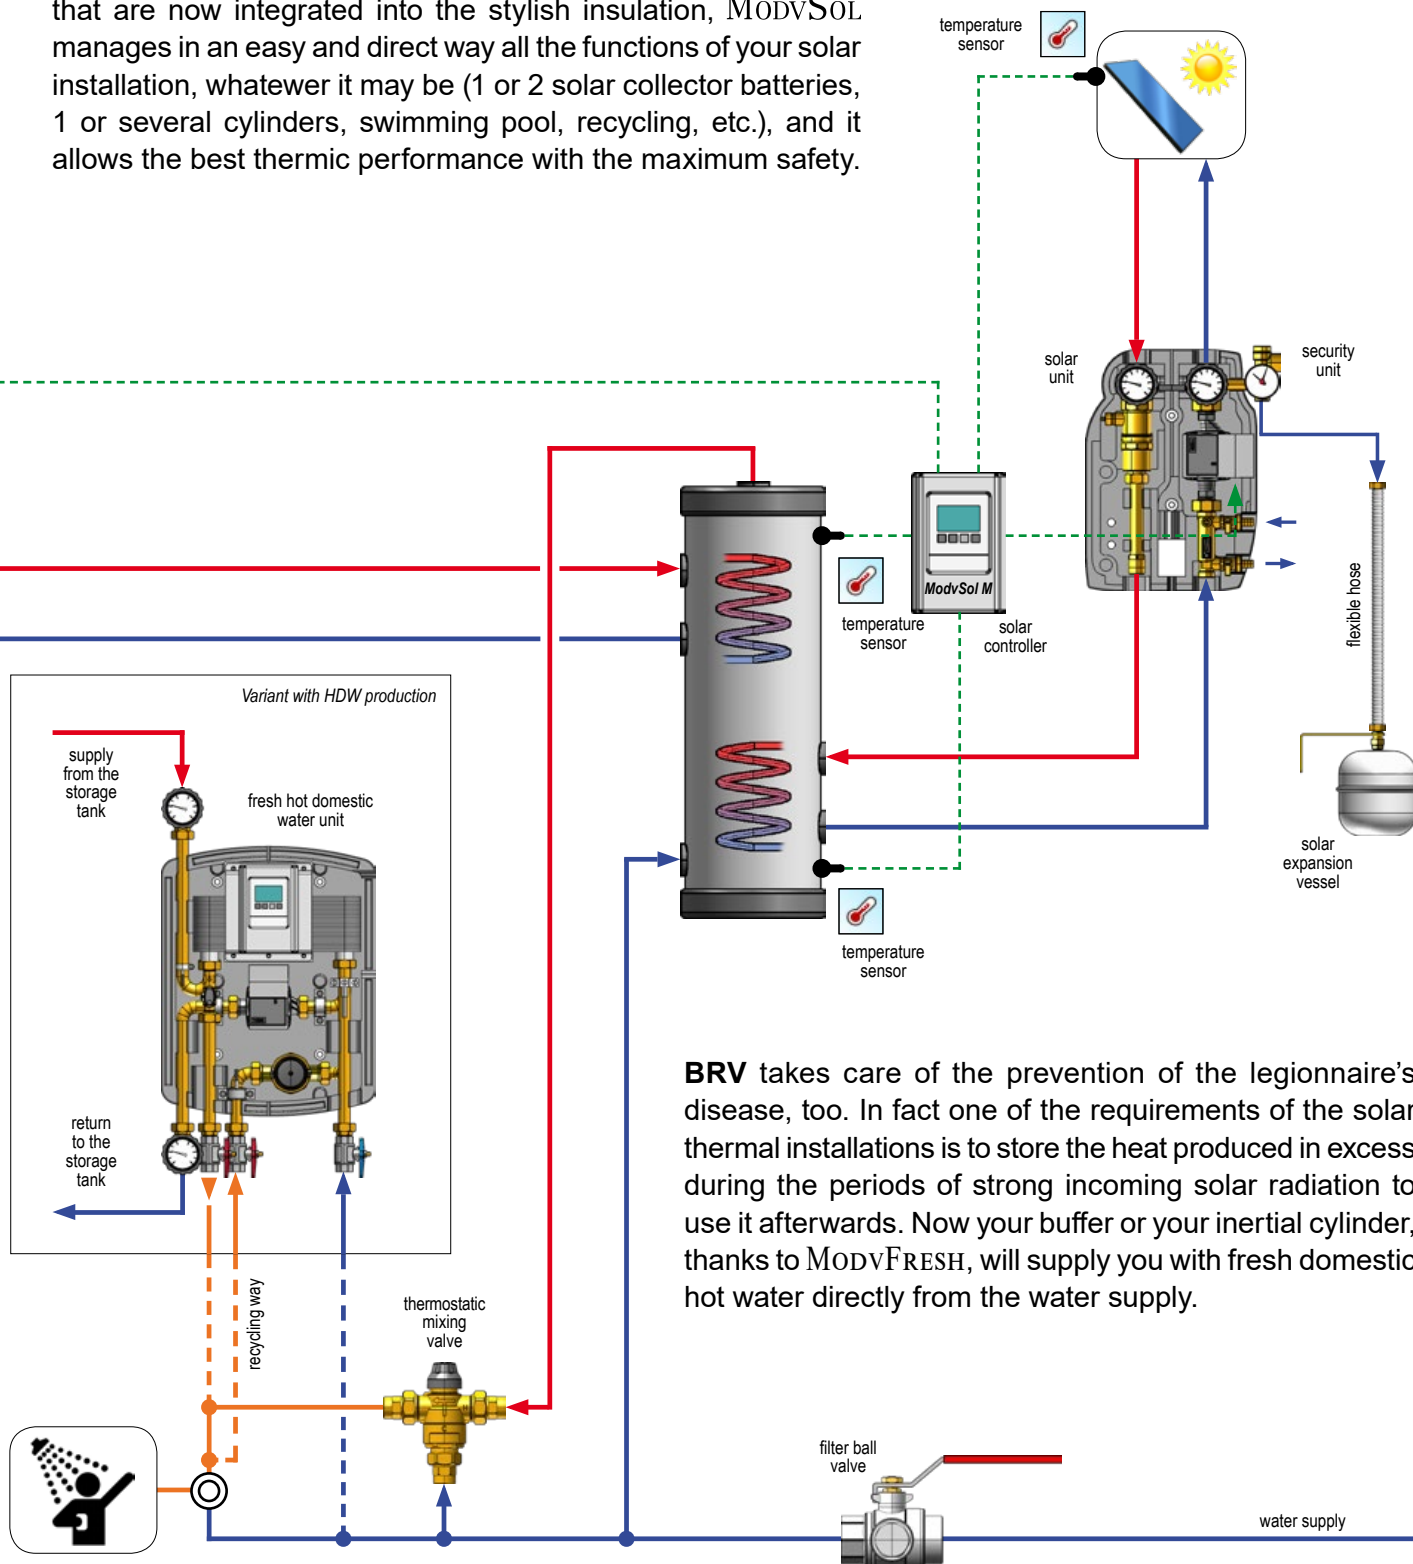 that are now integrated into the stylish insulation, MODVSOL
manages in an easy and direct way all the functions of your solar
installation, whatewer it may be (1 or 2 solar collector batteries,
1 or several cylinders, swimming pool, recycling, etc.), and it
allows the best thermic performance with the maximum safety.
temperature
sensor
solar
unit
security
unit
flexible hose
solar
expansion
vessel
ModvSol M
solar
controller
temperature
sensor
temperature
sensor
Variant with HDW production
supply
from the
storage
tank
fresh hot domestic
water unit
return
to the
storage
tank
recycling way
thermostatic
mixing
valve
BRV takes care of the prevention of the legionnaire's
disease, too. In fact one of the requirements of the solar
thermal installations is to store the heat produced in excess
during the periods of strong incoming solar radiation to
use it afterwards. Now your buffer or your inertial cylinder,
thanks to MODVFRESH, will supply you with fresh domestic
hot water directly from the water supply.
filter ball
valve
water supply